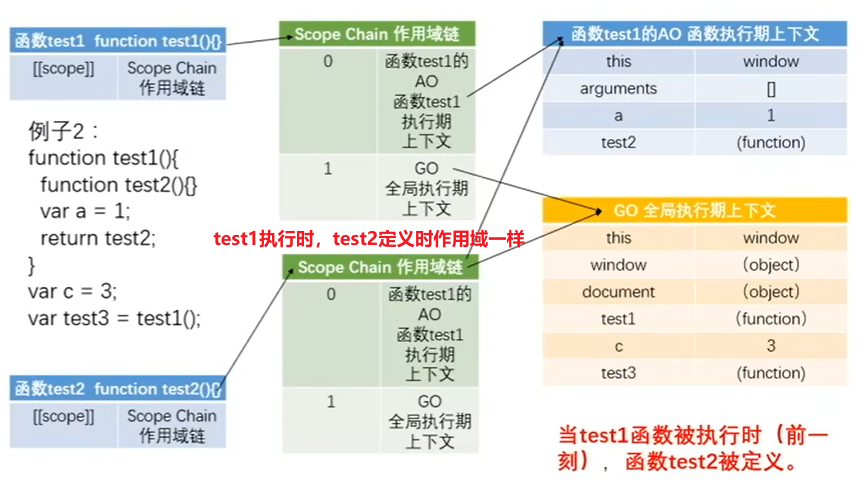 函数test1 function test1(){}
[[scope]]
Scope Chain
作用域链
例子2：
function test1(){
function test2(){}
var a = 1;
return test2;
}
var c = 3;
var test3 = test1();
函数test2 function test2(){}
[[scope]]
Scope Chain
作用域链
Scope Chain 作用域链
0
函数test1的
AO
函数test1
执行期
上下文
1
GO
全局执行期
上下文
test1执行时，test2定义时作用域一样
Scope Chain 作用域链
0
函数test1的
AO
函数test1
执行期
上下文
1
GO
全局执行期
上下文
函数test1的AO 函数执行期上下文
this window
arguments []
a 1
test2 (function)
GO 全局执行期上下文
this window
window （object）
document （object）
test1 （function）
c 3
test3 (function)
当test1函数被执行时（前一
刻），函数test2被定义。